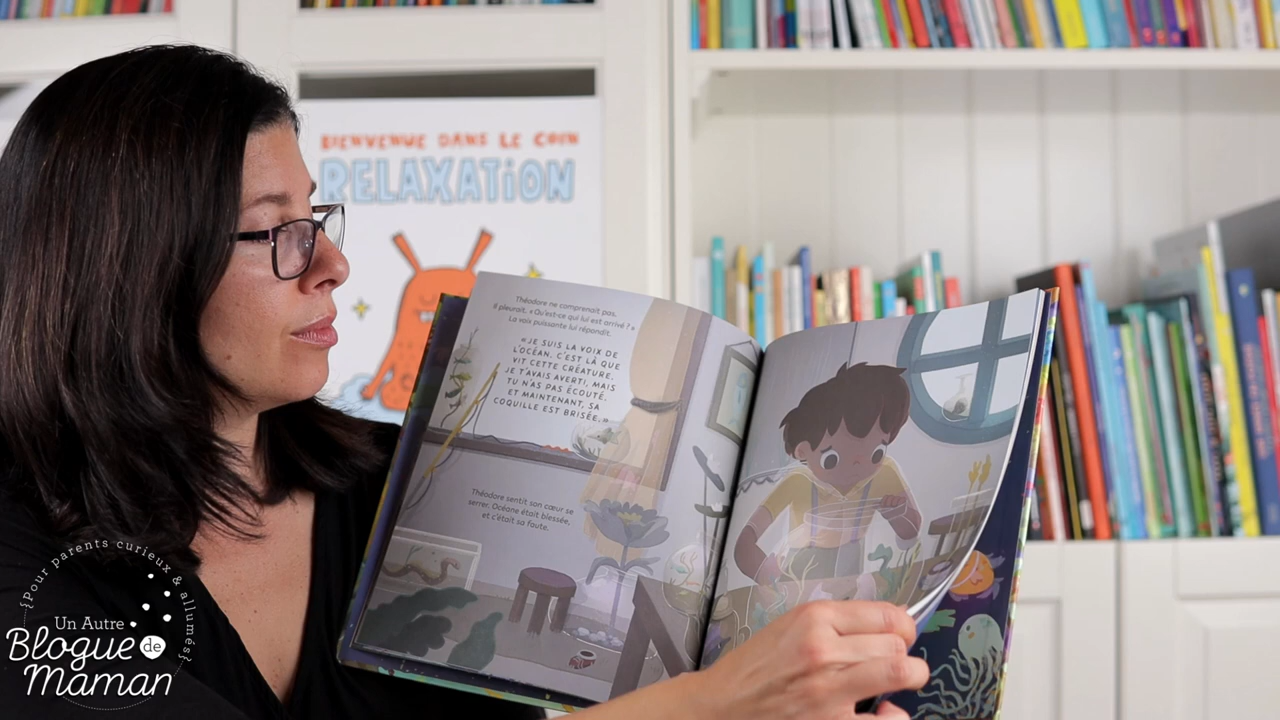 BIENVENUE DANS LE COIN
RELAXATION
Théodore ne comprenait pas.
Il pleurait. « Qu'est-ce qui lui est arrivé ? »
La voix puissante lui répondit.
« JE SUIS LA VOIX DE
L'OCÉAN, C'EST LÀ QUE
VIT CETTE CRÉATURE.
JE T'AVAIS AVERTI, MAIS
TU N'AS PAS ÉCOUTÉ.
ET MAINTENANT, SA
COQUILLE EST BRISÉE. »
Théodore sentit son cœur se
serrer. Océane était blessée,
et c'était sa faute.
{Pour parents curieux & allumés}
Un Autre
Blogue de
Maman